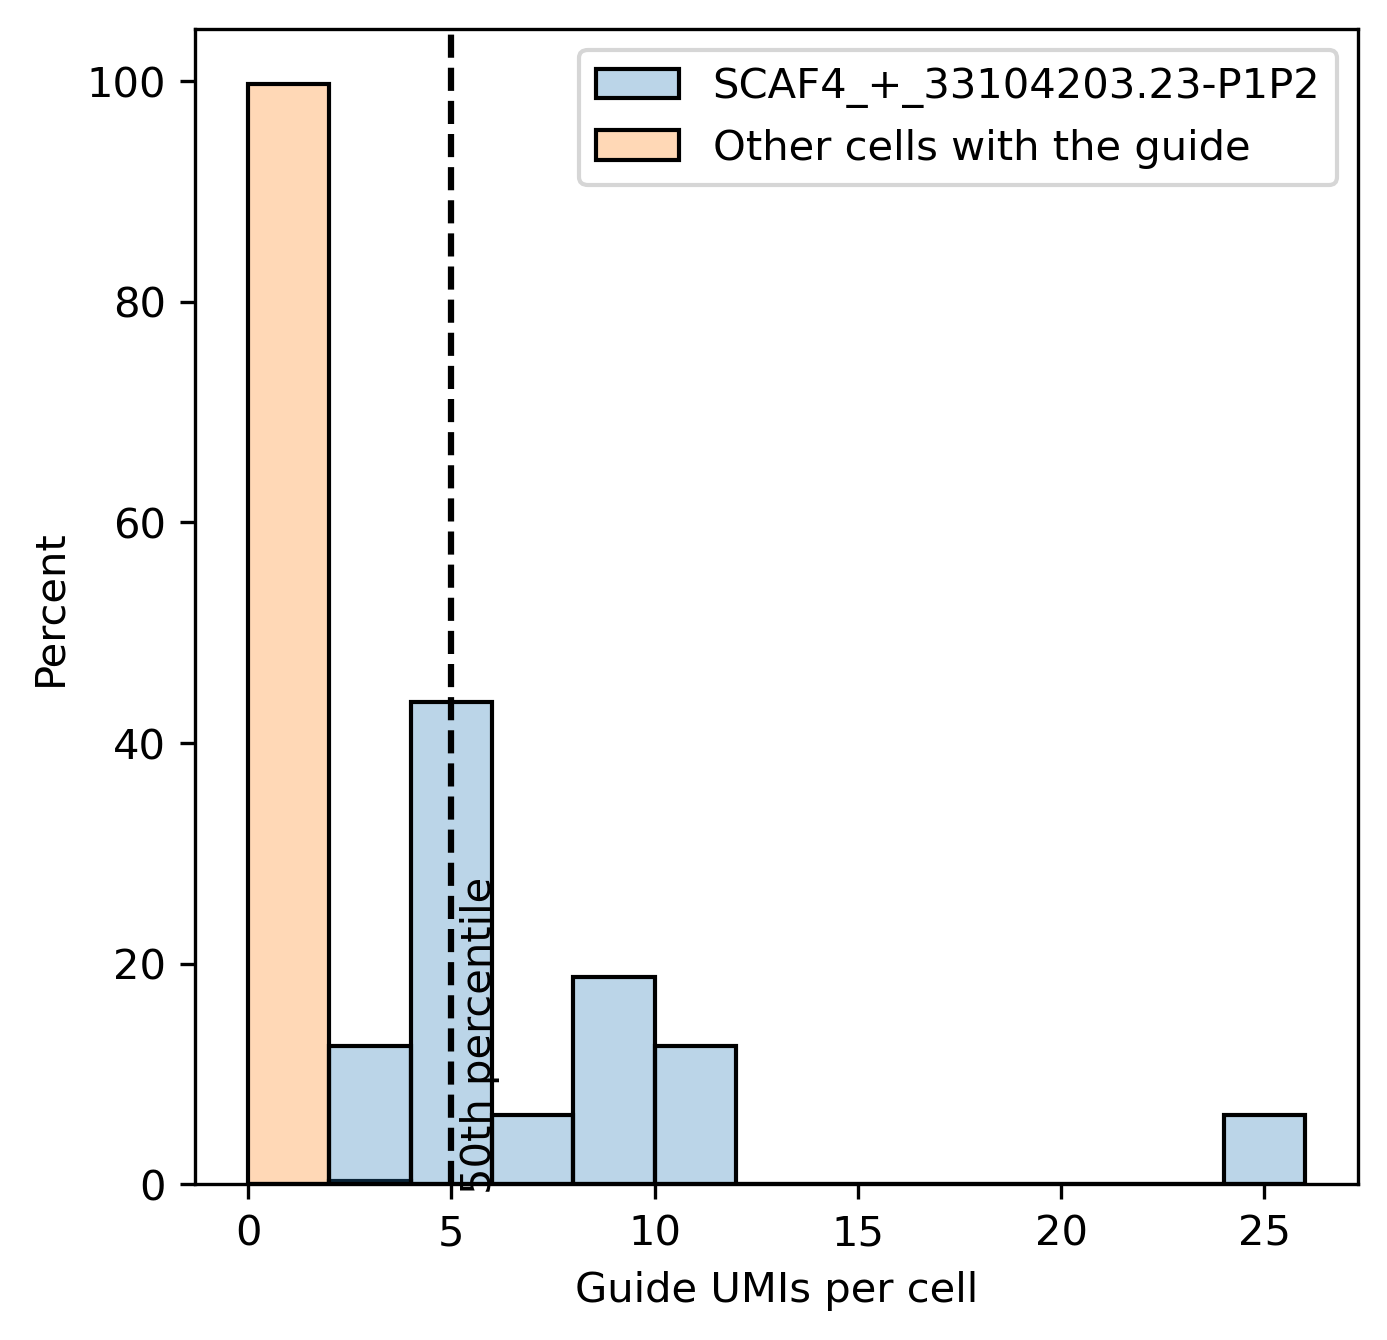 SCAF4_+_33104203.23-P1P2
Other cells with the guide
100
80
60
40
20
0
Percent
50th percentile
0 5 10 15 20 25
Guide UMIs per cell